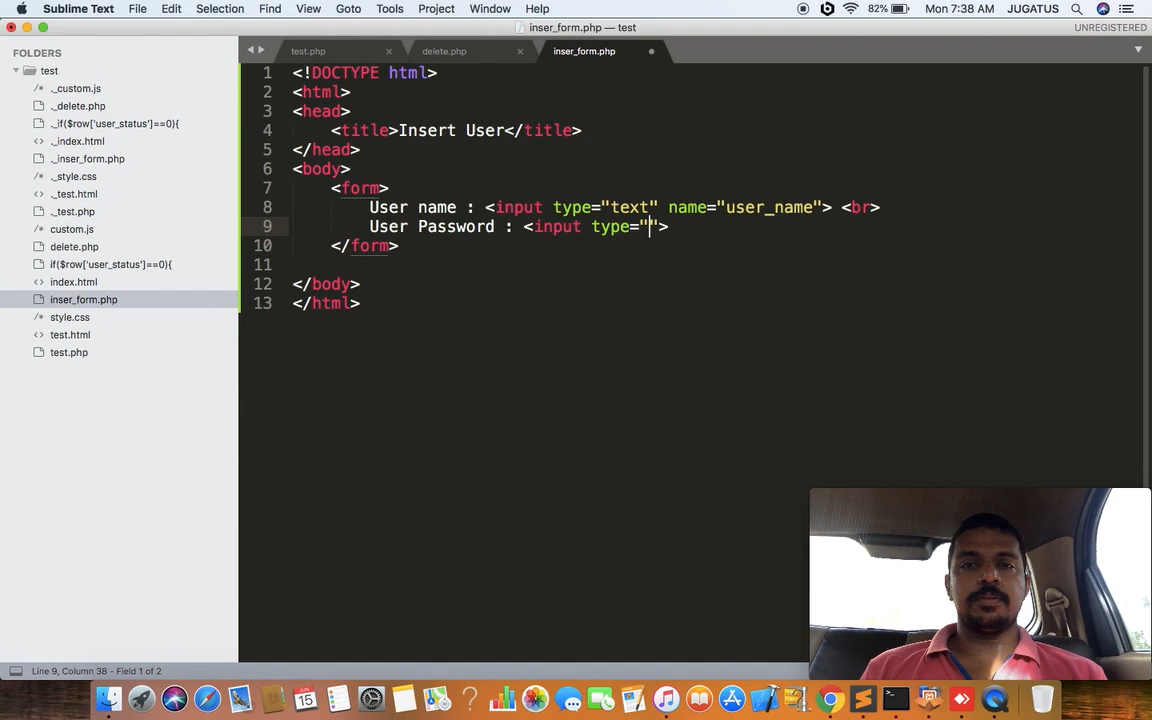 Sublime Text File Edit Selection Find View Goto Tools Project Window Help 82% Mon 7:38 AM JUGATUS
inser_form.php — test UNREGISTERED
FOLDERS
test
._custom.js
._delete.php
._if($row['user_status']==0){
._index.html
._inser_form.php
._style.css
._test.html
._test.php
custom.js
delete.php
if($row['user_status']==0){
index.html
inser_form.php
style.css
test.html
test.php
test.php delete.php inser_form.php
1 <!DOCTYPE html>
2 <html>
3 <head>
4 <title>Insert User</title>
5 </head>
6 <body>
7 <form>
8 User name : <input type="text" name="user_name"> <br>
9 User Password : <input type="">
10 </form>
11
12 </body>
13 </html>
Line 9, Column 38 - Field 1 of 2
JUN
15